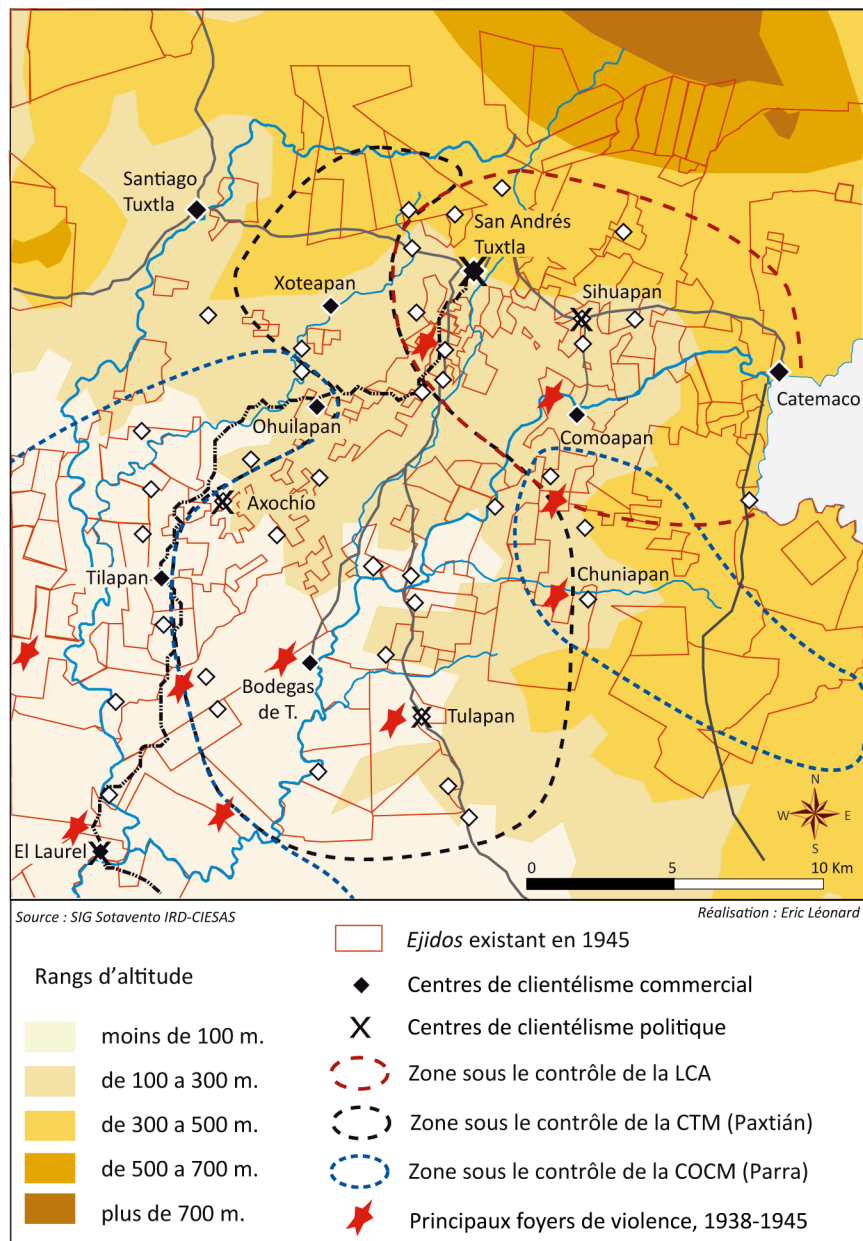 Santiago
Tuxtla
San Andrés
Tuxtla
Xoteapan
Sihuapan
Catemaco
Ohuilapan
Comoapan
Axochío
Tilapan
Chuniapan
Bodegas
de T.
Tulapan
El Laurel
N
W
E
S
0
5
10 Km
Source : SIG Sotavento IRD-CIESAS
Réalisation : Eric Léonard
Rangs d'altitude
moins de 100 m.
de 100 a 300 m.
de 300 a 500 m.
de 500 a 700 m.
plus de 700 m.
Ejidos existant en 1945
Centres de clientélisme commercial
Centres de clientélisme politique
Zone sous le contrôle de la LCA
Zone sous le contrôle de la CTM (Paxtián)
Zone sous le contrôle de la COCM (Parra)
Principaux foyers de violence, 1938-1945